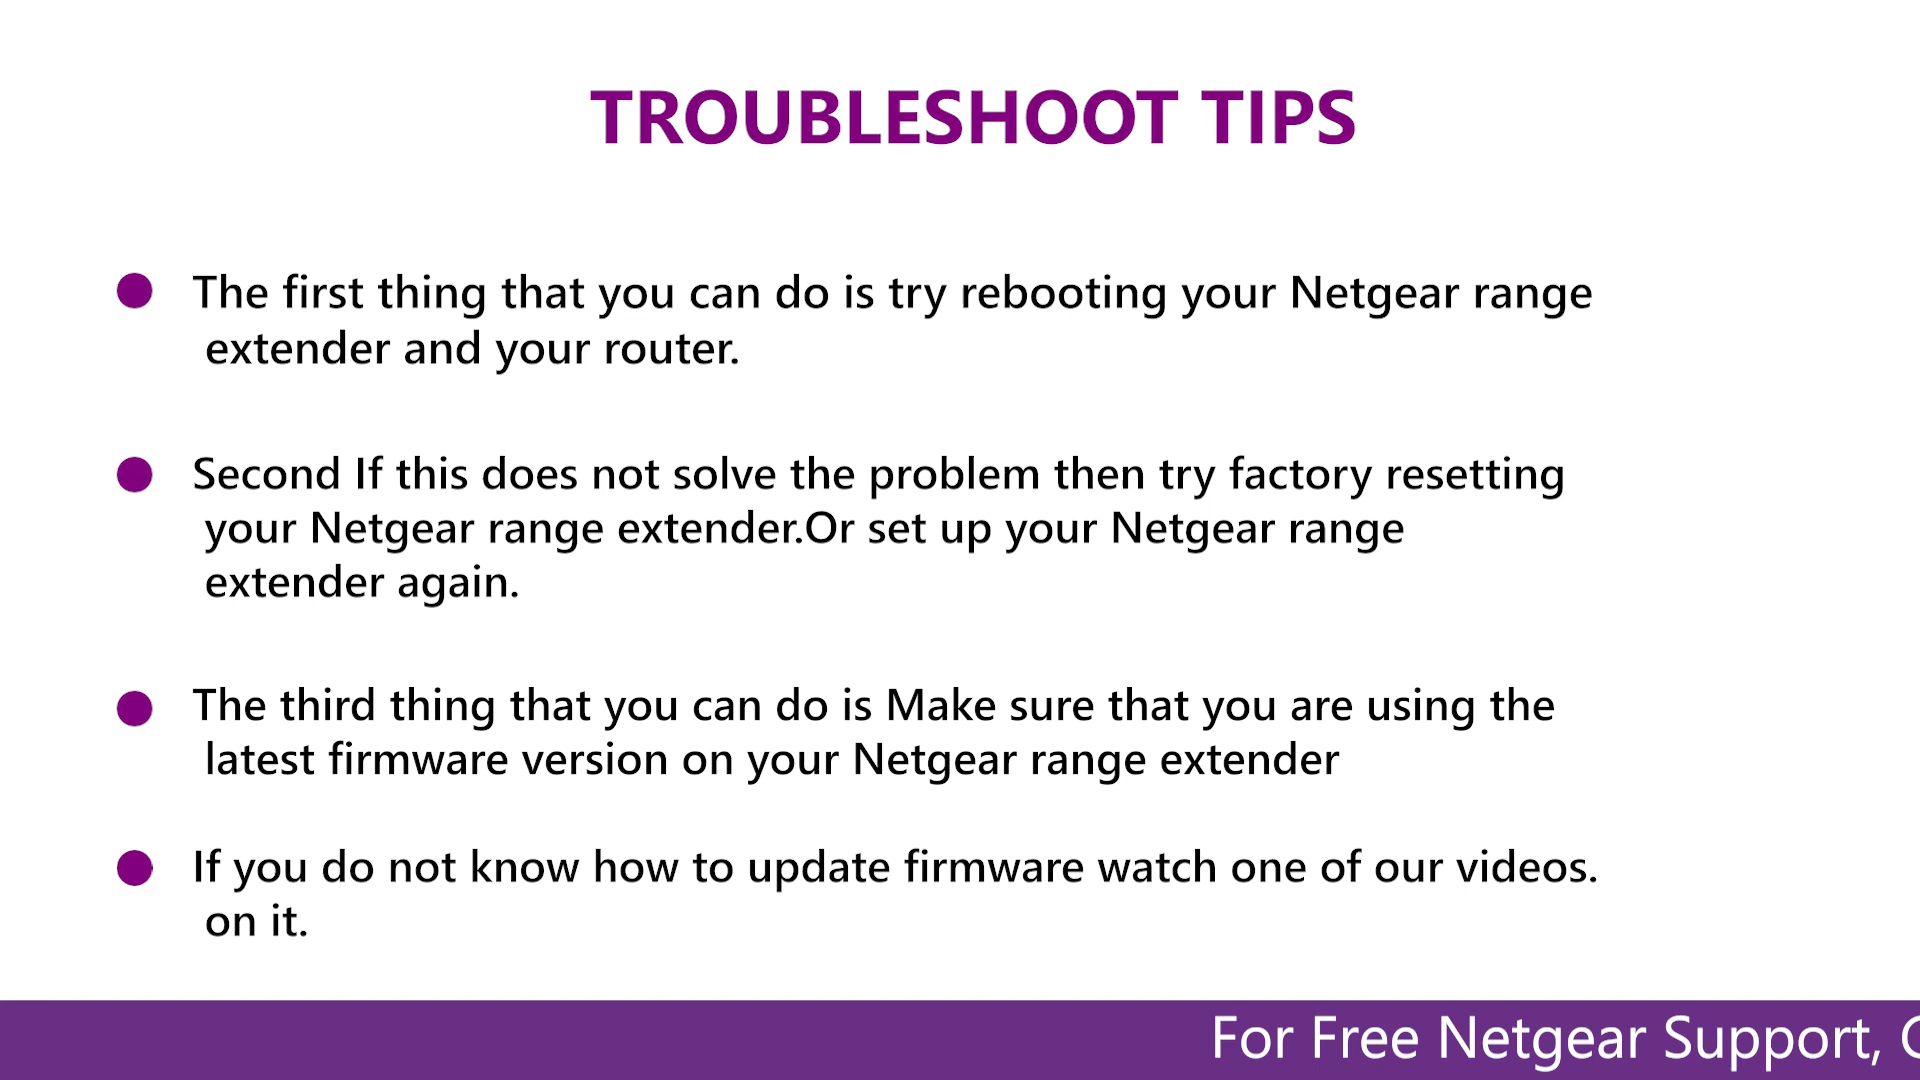 TROUBLESHOOT TIPS
The first thing that you can do is try rebooting your Netgear range
extender and your router.
Second If this does not solve the problem then try factory resetting
your Netgear range extender.Or set up your Netgear range
extender again.
The third thing that you can do is Make sure that you are using the
latest firmware version on your Netgear range extender
If you do not know how to update firmware watch one of our videos.
on it.
For Free Netgear Support,